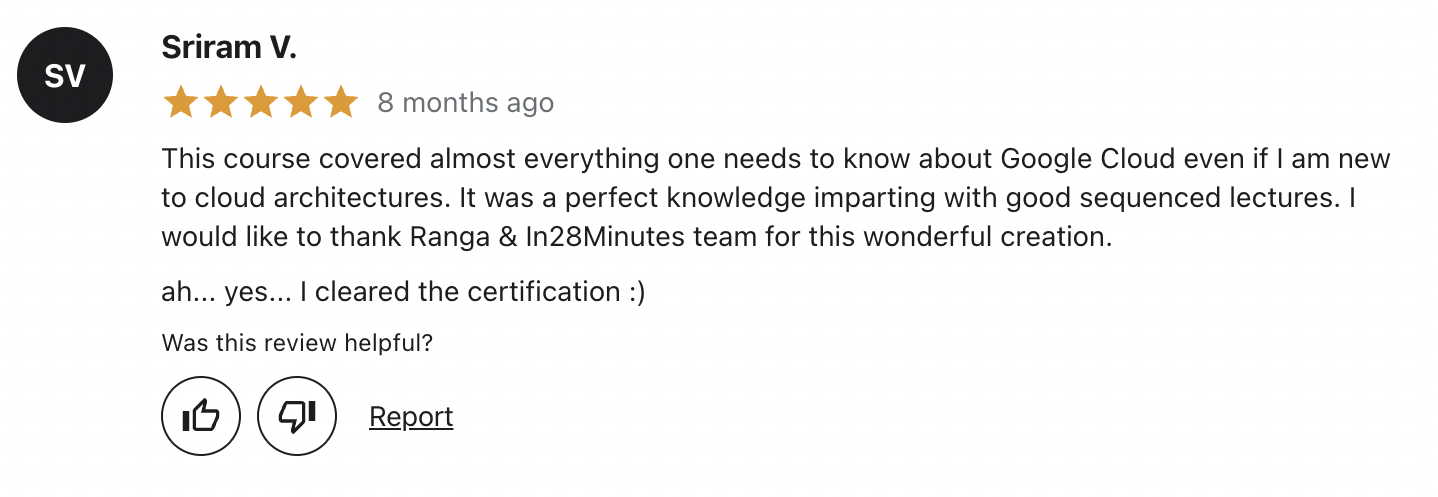 SV
Sriram V.
8 months ago
This course covered almost everything one needs to know about Google Cloud even if I am new
to cloud architectures. It was a perfect knowledge imparting with good sequenced lectures. I
would like to thank Ranga & In28Minutes team for this wonderful creation.
ah... yes... I cleared the certification :)
Was this review helpful?
Report